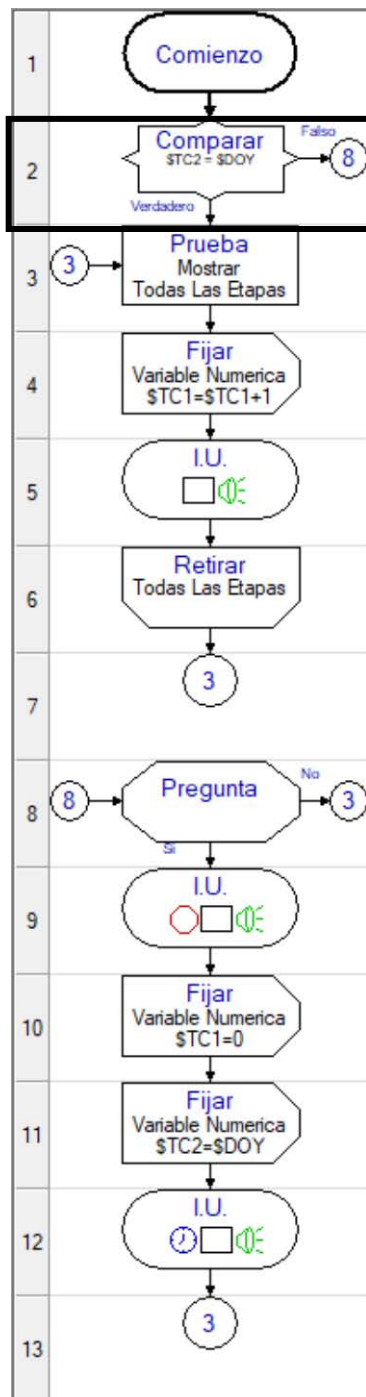 1
Comienzo
2
Comparar
$TC2 = $DOY
Falso
8
Verdadero
3
3
Prueba
Mostrar
Todas Las Etapas
4
Fijar
Variable Numerica
$TC1=$TC1+1
5
I.U.
6
Retirar
Todas Las Etapas
7
3
8
8
Pregunta
No
3
Si
9
I.U.
10
Fijar
Variable Numerica
$TC1=0
11
Fijar
Variable Numerica
$TC2=$DOY
12
I.U.
13
3